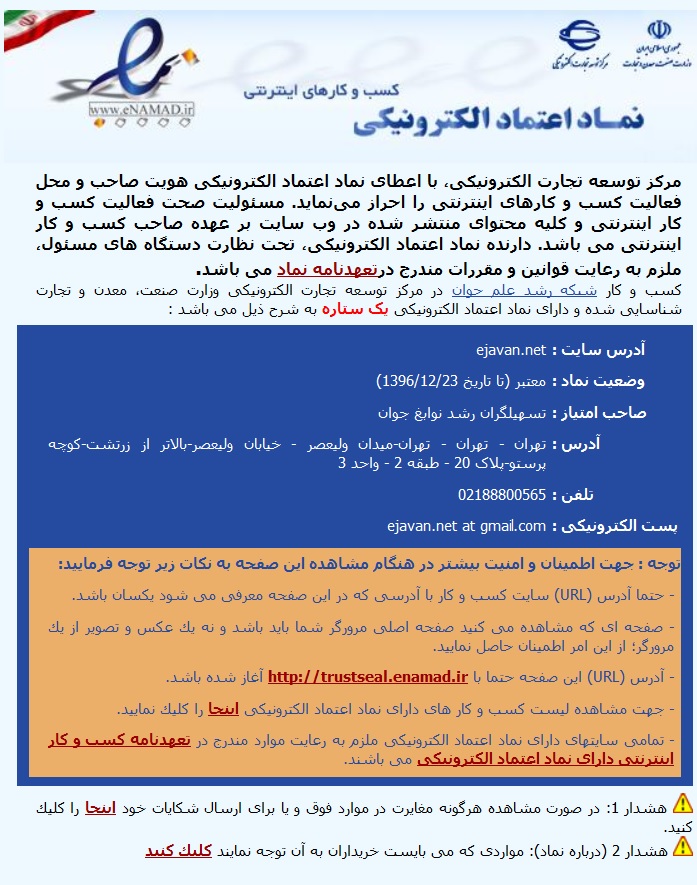 جمهوری اسلامی ایران
وزارت صنعت، معدن و تجارت
مرکز توسعه تجارت الکترونیکی
کسب و کارهای اینترنتی
نماد اعتماد الکترونیکی
www.eNAMAD.ir
مرکز توسعه تجارت الکترونیکی، با اعطای نماد اعتماد الکترونیکی هویت صاحب و محل
فعالیت کسب و کارهای اینترنتی را احراز می‌نماید. مسئولیت صحت فعالیت کسب و
کار اینترنتی و کلیه محتوای منتشر شده در وب سایت بر عهده صاحب کسب و کار
اینترنتی می باشد. دارنده نماد اعتماد الکترونیکی، تحت نظارت دستگاه های مسئول،
ملزم به رعایت قوانین و مقررات مندرج درتعهدنامه نماد می باشد.
کسب و کار شبکه رشد علم جوان در مرکز توسعه تجارت الکترونیکی وزارت صنعت، معدن و تجارت
شناسایی شده و دارای نماد اعتماد الکترونیکی یک ستاره به شرح ذیل می باشد :
آدرس سایت : ejavan.net
وضعیت نماد : معتبر (تا تاریخ 1396/12/23)
صاحب امتیاز : تسهیلگران رشد نوابغ جوان
آدرس : تهران - تهران - تهران-میدان ولیعصر - خیابان ولیعصر-بالاتر از زرتشت-کوچه
پرستو-پلاک 20 - طبقه 2 - واحد 3
تلفن : 02188800565
پست الکترونیکی : ejavan.net at gmail.com
توجه : جهت اطمینان و امنیت بیشتر در هنگام مشاهده این صفحه به نکات زیر توجه فرمایید:
- حتما آدرس (URL) سایت کسب و کار با آدرسی که در این صفحه معرفی می شود یکسان باشد.
- صفحه ای که مشاهده می کنید صفحه اصلی مرورگر شما باید باشد و نه یك عکس و تصویر از یك
مرورگر؛ از این امر اطمینان حاصل نمایید.
- آدرس (URL) این صفحه حتما با http://trustseal.enamad.ir آغاز شده باشد.
- جهت مشاهده لیست کسب و کار های دارای نماد اعتماد الکترونیکی اینجا را کلیك نمایید.
- تمامی سایتهای دارای نماد اعتماد الکترونیکی ملزم به رعایت موارد مندرج در تعهدنامه کسب و کار
اینترنتی دارای نماد اعتماد الکترونیکی می باشند.
هشدار 1: در صورت مشاهده هرگونه مغایرت در موارد فوق و یا برای ارسال شکایات خود اینجا را کلیك
کنید.
هشدار 2 (درباره نماد): مواردی که می بایست خریداران به آن توجه نمایند کلیك کنید